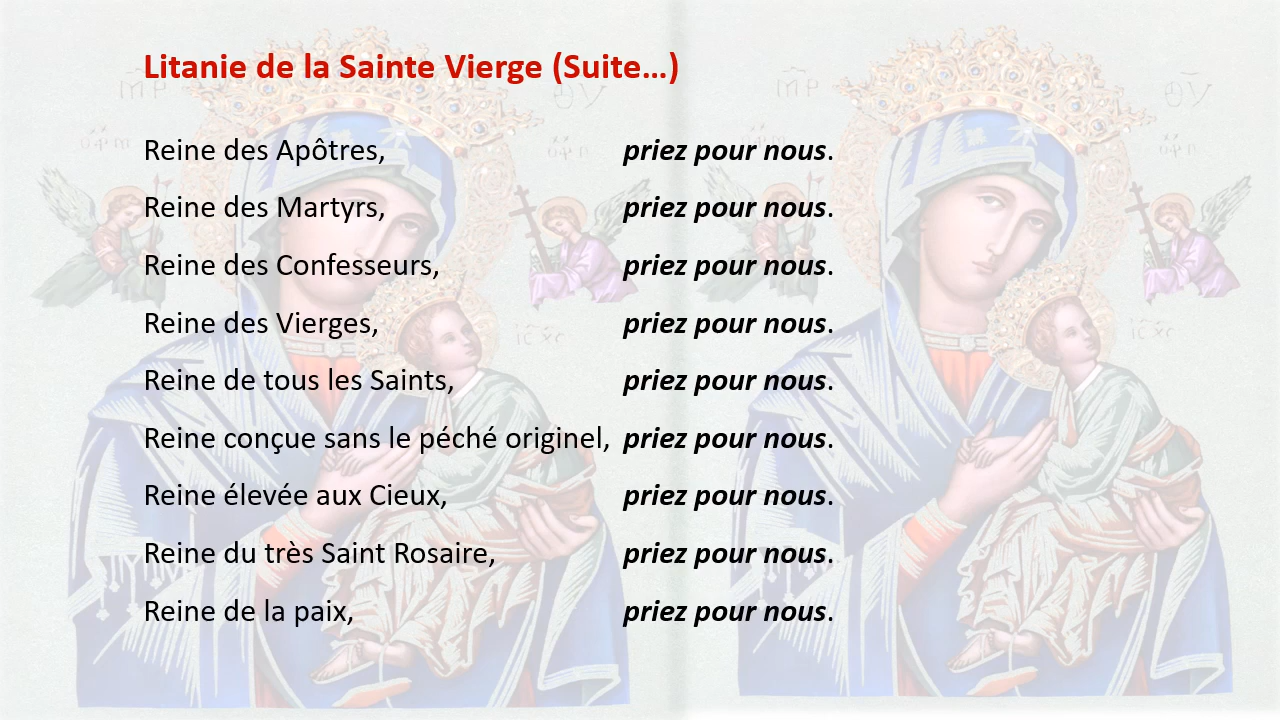 Litanie de la Sainte Vierge (Suite…)
Reine des Apôtres, priez pour nous.
Reine des Martyrs, priez pour nous.
Reine des Confesseurs, priez pour nous.
Reine des Vierges, priez pour nous.
Reine de tous les Saints, priez pour nous.
Reine conçue sans le péché originel, priez pour nous.
Reine élevée aux Cieux, priez pour nous.
Reine du très Saint Rosaire, priez pour nous.
Reine de la paix, priez pour nous.